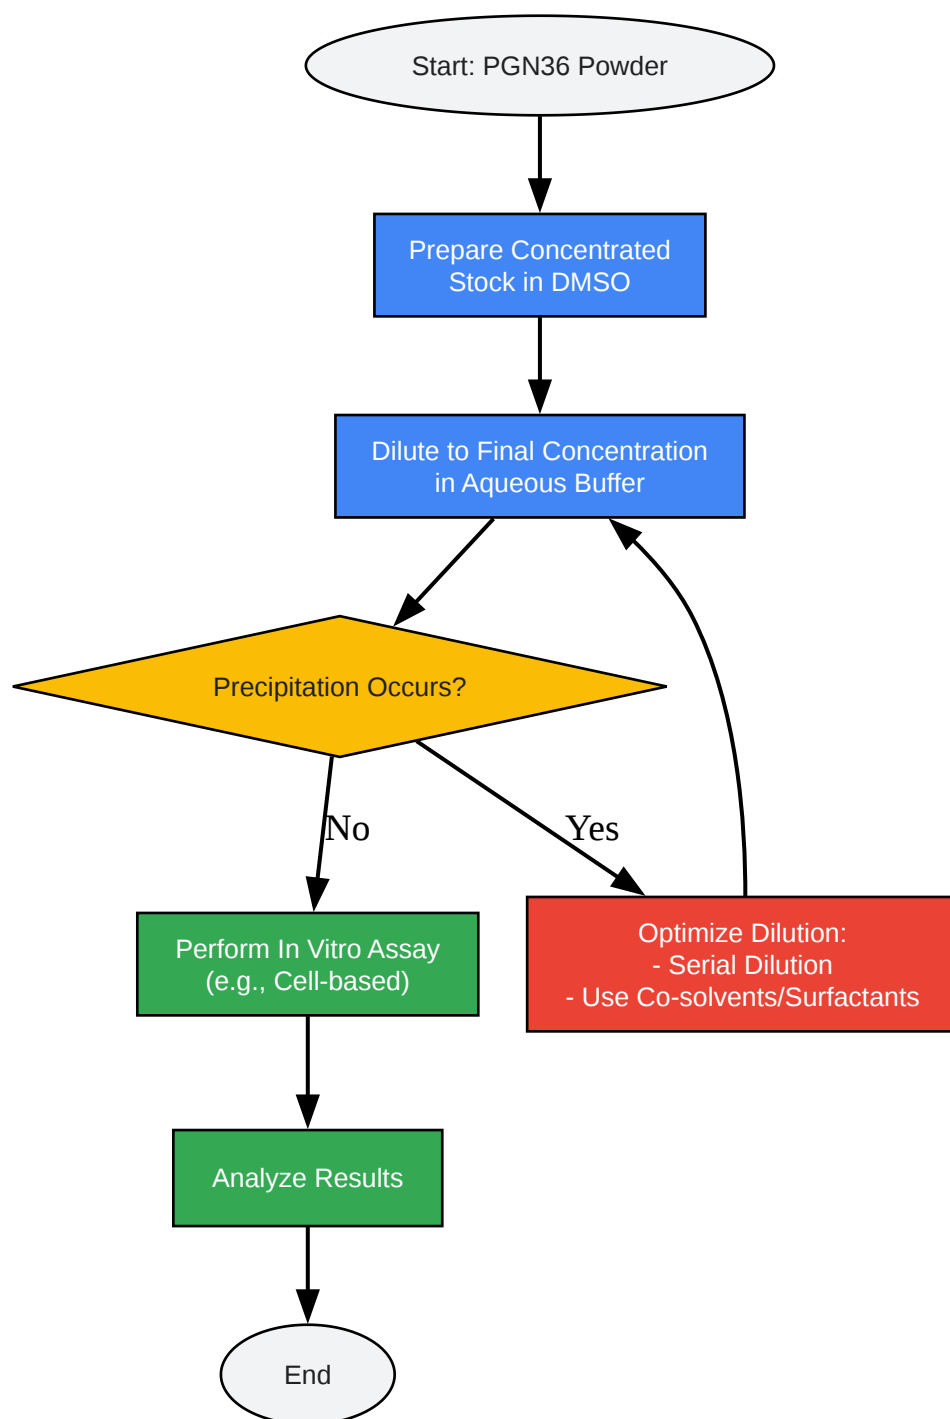 Start: PGN36 Powder
Prepare Concentrated
Stock in DMSO
Dilute to Final Concentration
in Aqueous Buffer
Precipitation Occurs?
No
Yes
Perform In Vitro Assay
(e.g., Cell-based)
Optimize Dilution:
- Serial Dilution
- Use Co-solvents/Surfactants
Analyze Results
End